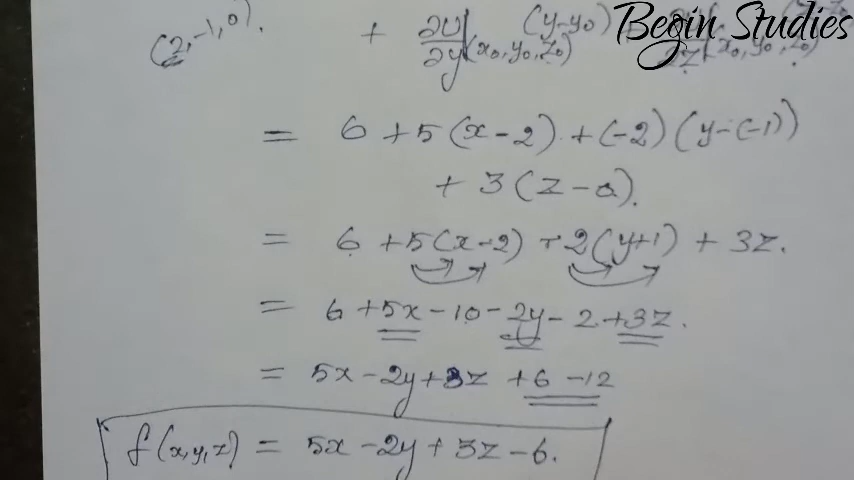 Begin Studies
(2,-1,0).
+ ∂U/∂y|(x₀,y₀,z₀) (y-y₀)
= 6 +5(x-2) + (-2)(y-(-1))
+ 3(z-0).
= 6 +5(x-2) -2(y+1) + 3z.
= 6 +5x -10 -2y -2 +3z.
= 5x -2y +3z +6 -12
f(x,y,z) = 5x -2y + 3z -6.